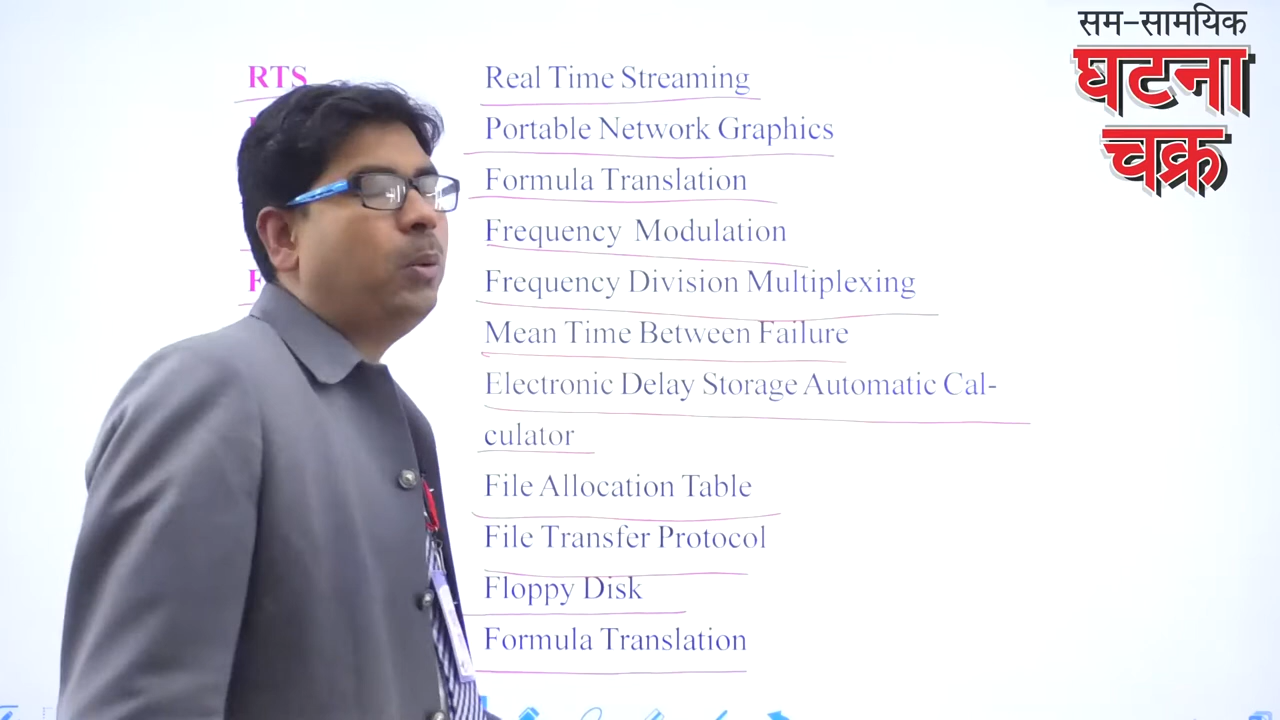 सम-सामयिक
घटना
चक्र
RTS Real Time Streaming
Portable Network Graphics
Formula Translation
Frequency Modulation
Frequency Division Multiplexing
Mean Time Between Failure
Electronic Delay Storage Automatic Cal-
culator
File Allocation Table
File Transfer Protocol
Floppy Disk
Formula Translation